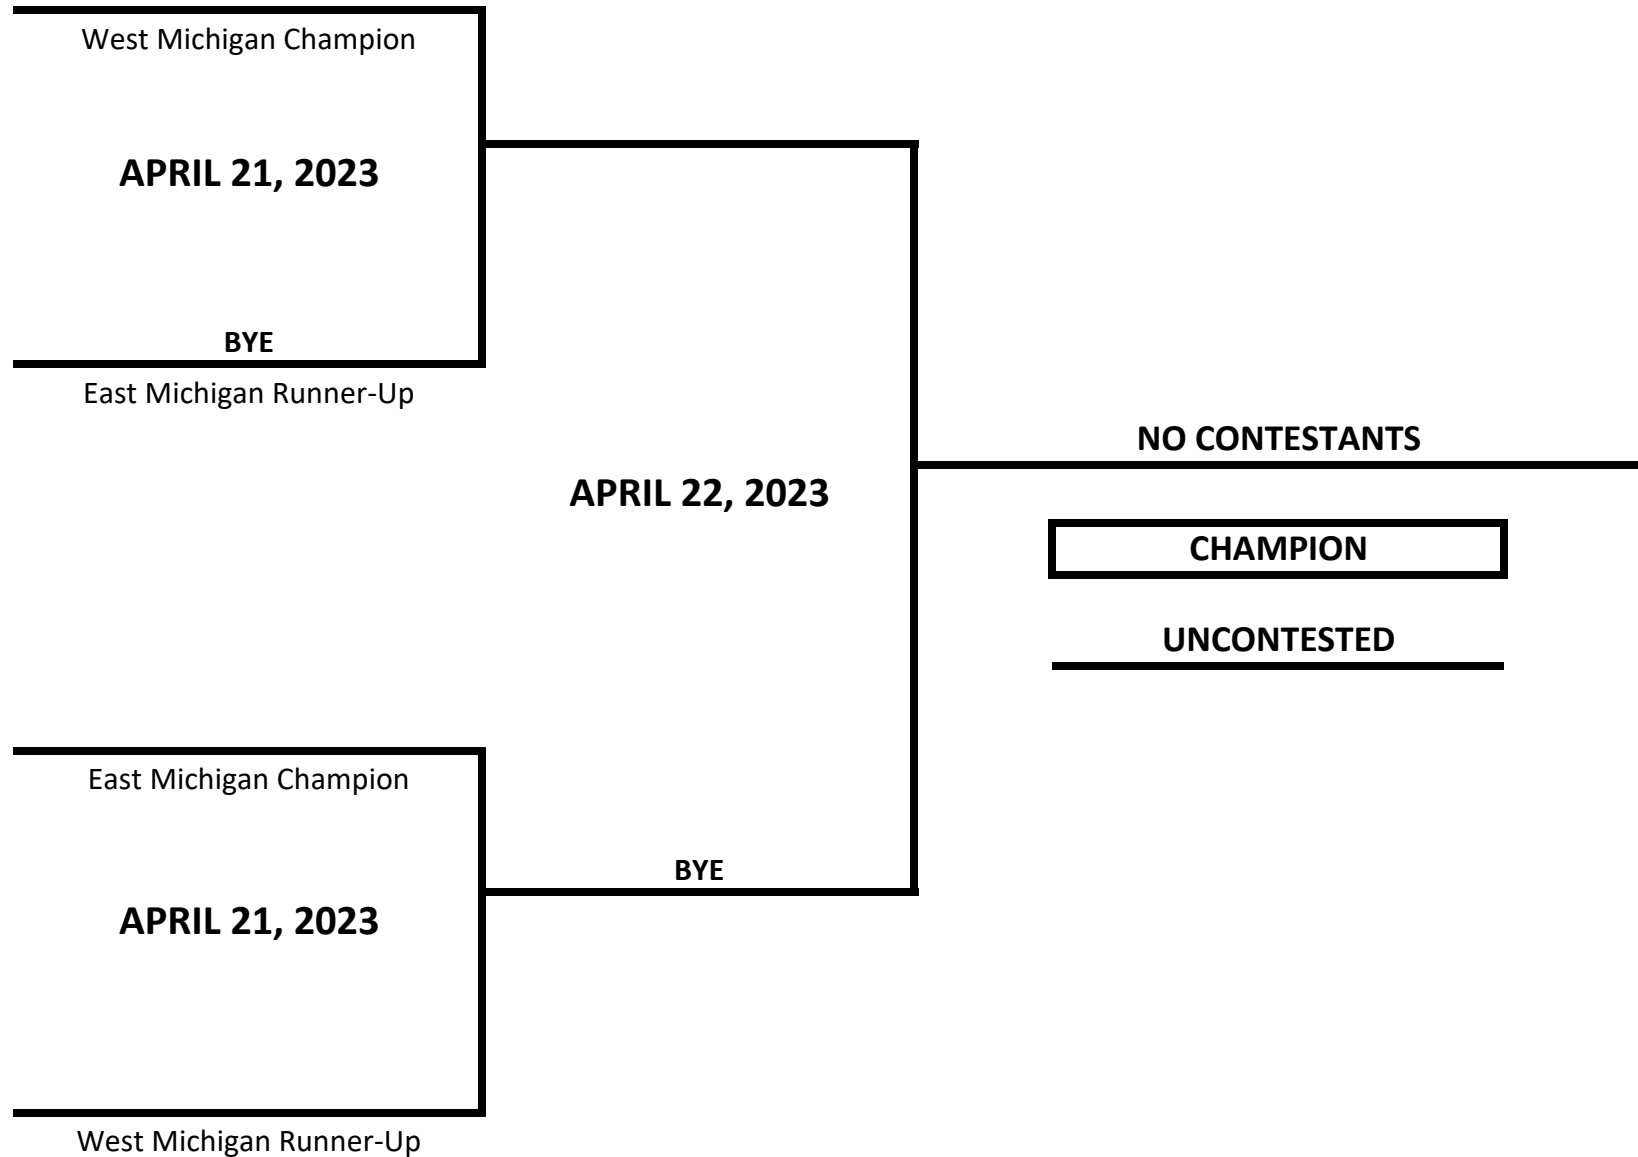 West Michigan Champion
APRIL 21, 2023
BYE
East Michigan Runner-Up
NO CONTESTANTS
APRIL 22, 2023
CHAMPION
UNCONTESTED
East Michigan Champion
BYE
APRIL 21, 2023
West Michigan Runner-Up